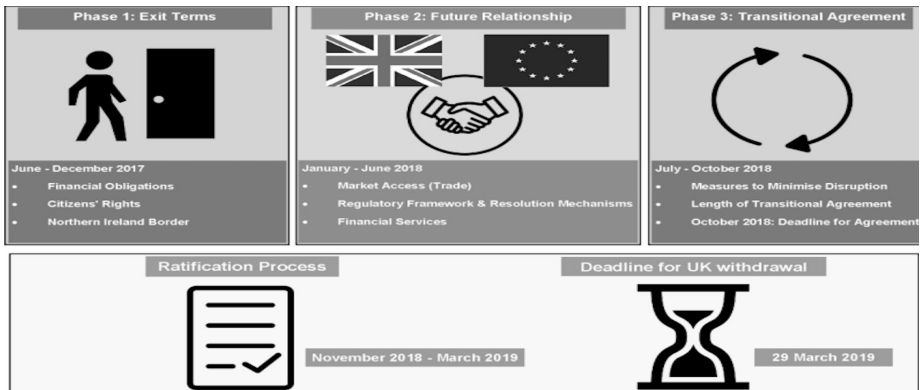 Phase 1: Exit Terms
June - December 2017
• Financial Obligations
• Citizens' Rights
• Northern Ireland Border
Phase 2: Future Relationship
January - June 2018
• Market Access (Trade)
• Regulatory Framework & Resolution Mechanisms
• Financial Services
Phase 3: Transitional Agreement
July - October 2018
• Measures to Minimise Disruption
• Length of Transitional Agreement
• October 2018: Deadline for Agreement
Ratification Process
November 2018 - March 2019
Deadline for UK withdrawal
29 March 2019